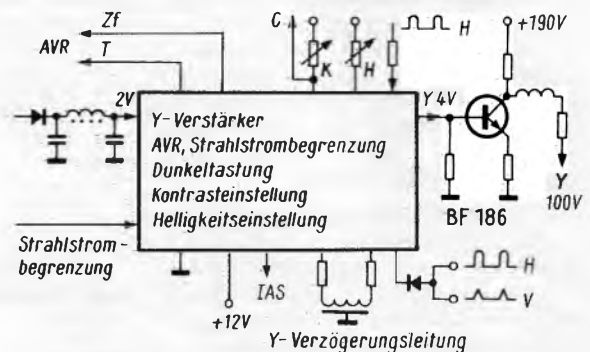 Zf
AVR
T
C
K
H
H
+190V
2V
Y 4V
Y-Verstärker
AVR, Strahlstrombegrenzung
Dunkeltastung
Kontrasteinstellung
Helligkeitseinstellung
BF 186
Y
100V
Strahlstrom-
begrenzung
+12V
IAS
H
V
Y-Verzögerungsleitung